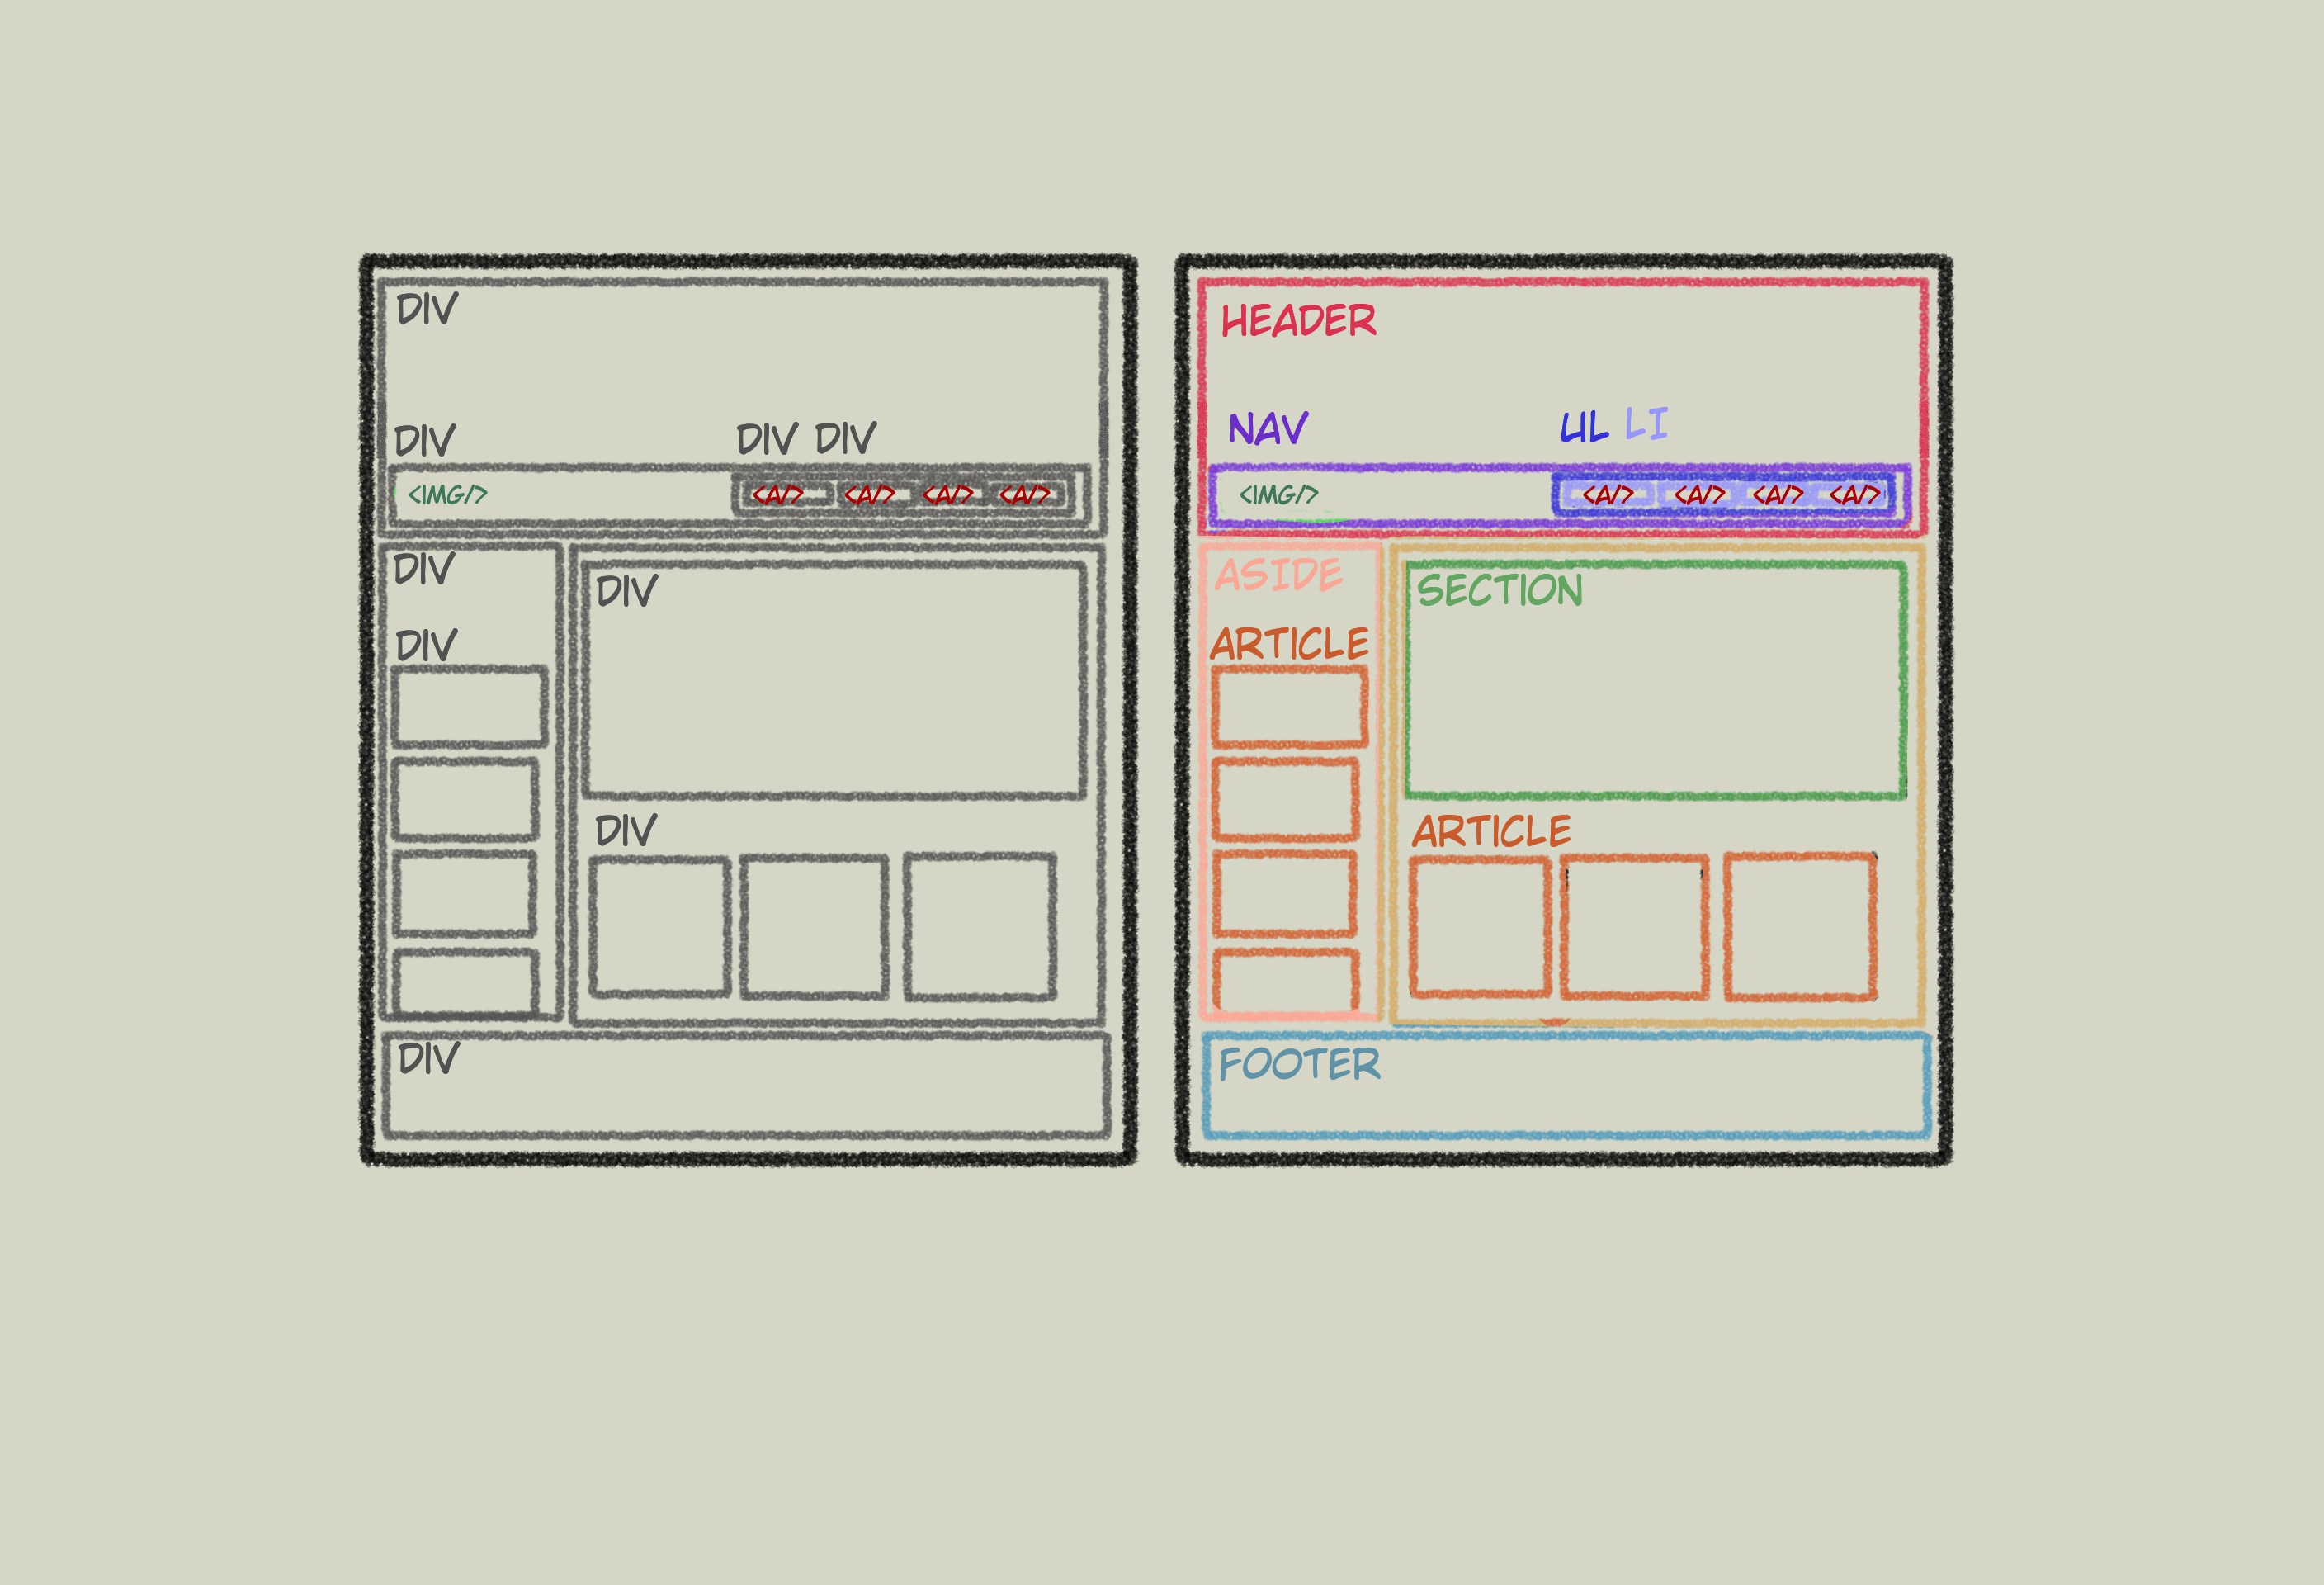 DIV
DIV DIV DIV
<IMG/> <A/> <A/> <A/> <A/>
DIV
DIV
DIV
DIV
DIV
HEADER
NAV UL LI
<IMG/> <A/> <A/> <A/> <A/>
ASIDE
SECTION
ARTICLE
ARTICLE
FOOTER